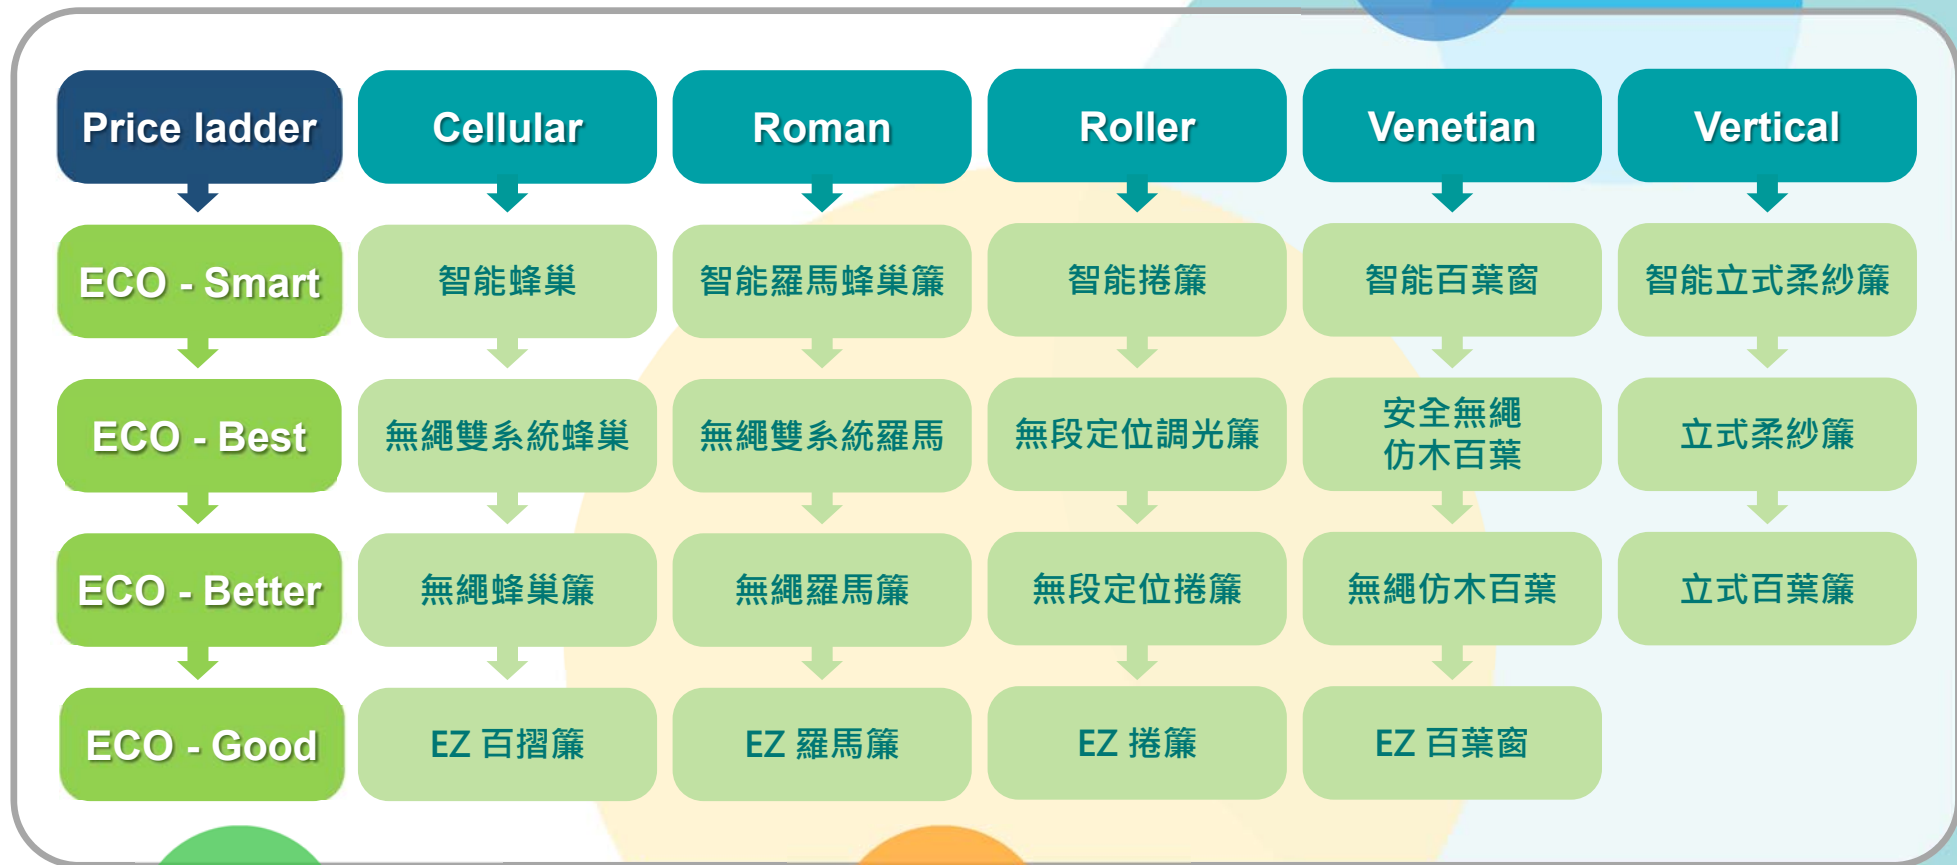 Price ladder
Cellular
Roman
Roller
Venetian
Vertical
ECO - Smart
智能蜂巢
智能羅馬蜂巢簾
智能捲簾
智能百葉窗
智能立式柔紗簾
ECO - Best
無繩雙系統蜂巢
無繩雙系統羅馬
無段定位調光簾
安全無繩
仿木百葉
立式柔紗簾
ECO - Better
無繩蜂巢簾
無繩羅馬簾
無段定位捲簾
無繩仿木百葉
立式百葉簾
ECO - Good
EZ 百摺簾
EZ 羅馬簾
EZ 捲簾
EZ 百葉窗